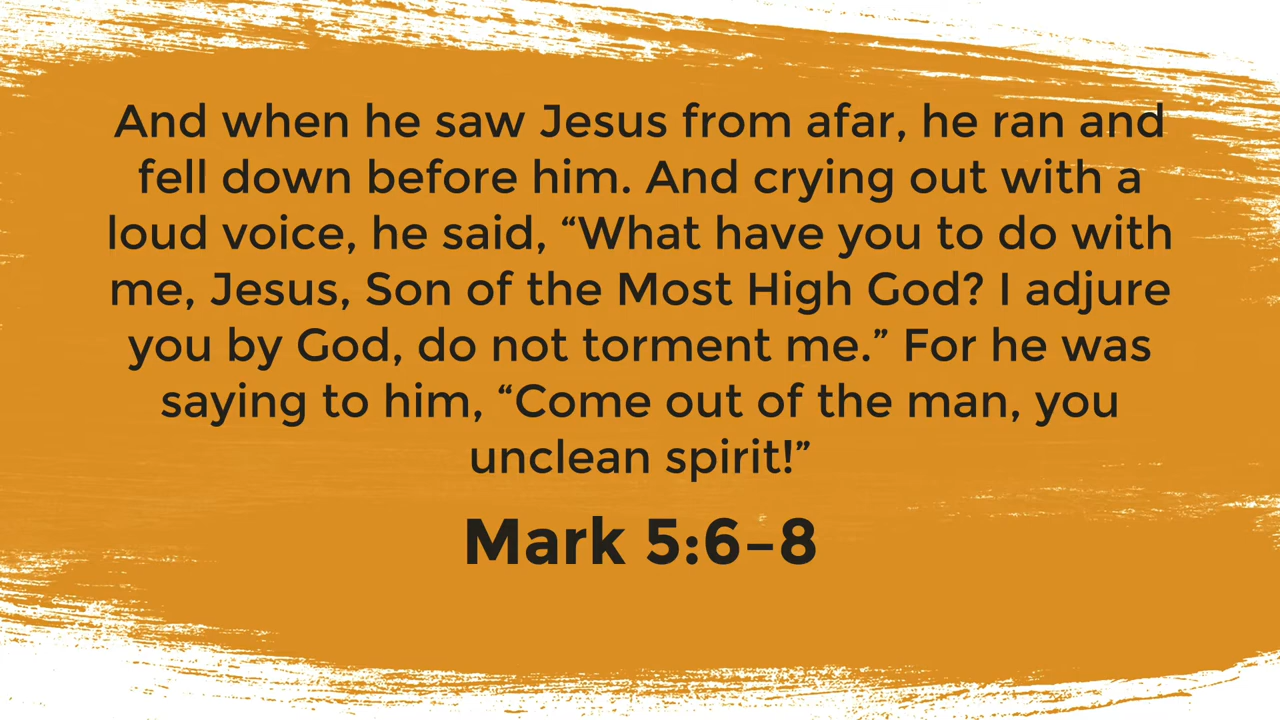 And when he saw Jesus from afar, he ran and
fell down before him. And crying out with a
loud voice, he said, “What have you to do with
me, Jesus, Son of the Most High God? I adjure
you by God, do not torment me.” For he was
saying to him, “Come out of the man, you
unclean spirit!”
Mark 5:6–8